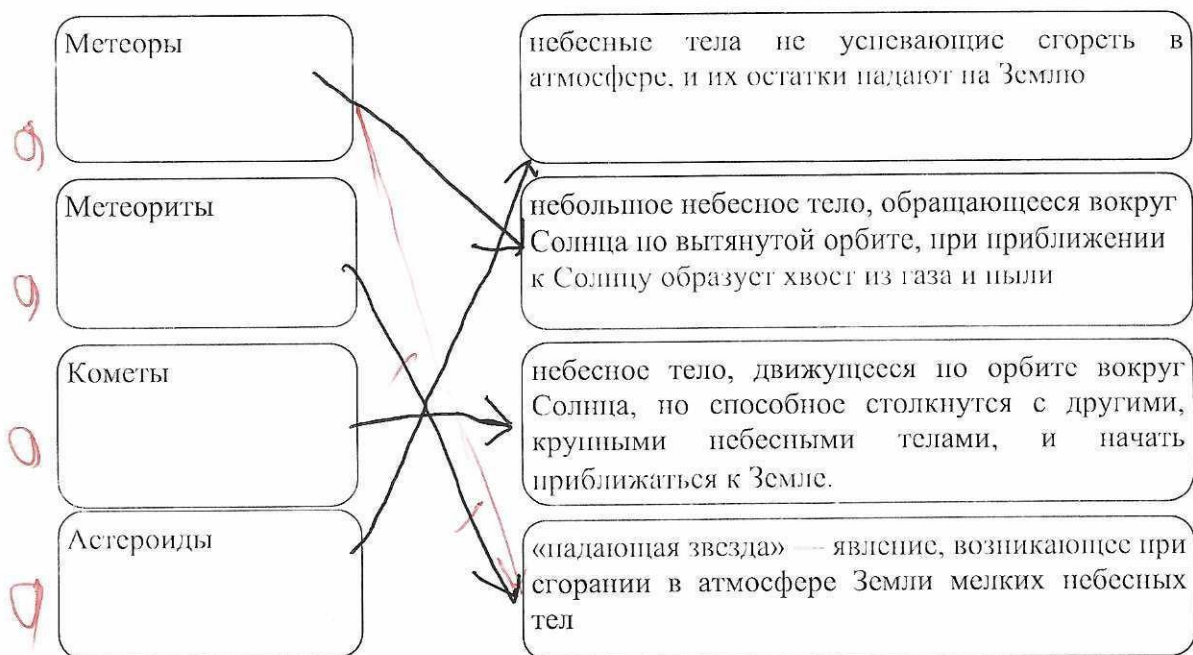 Метеоры
небесные тела не успевающие сгореть в
атмосфере, и их остатки падают на Землю
Метеориты
небольшое небесное тело, обращающееся вокруг
Солнца по вытянутой орбите, при приближении
к Солнцу образует хвост из газа и пыли
Кометы
небесное тело, движущееся по орбите вокруг
Солнца, но способное столкнутся с другими,
крупными небесными телами, и начать
приближаться к Земле.
Астероиды
«падающая звезда» — явление, возникающее при
сгорании в атмосфере Земли мелких небесных
тел